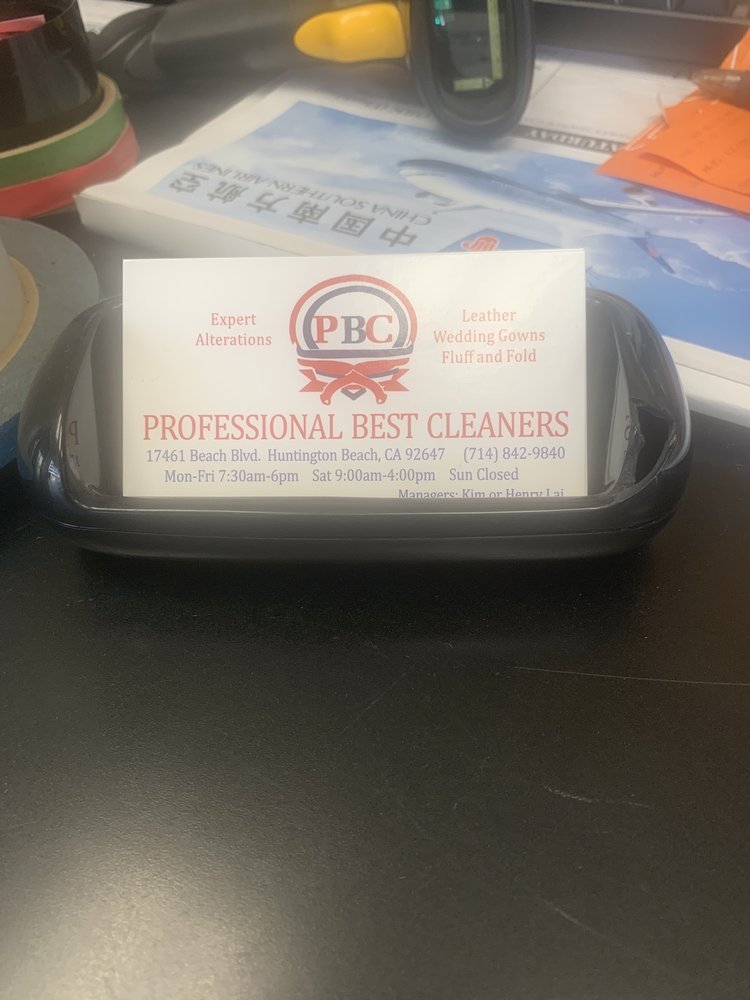 SATURDAY
中国南方航空
CHINA SOUTHERN AIRLINES
Expert
Alterations
PBC
Leather
Wedding Gowns
Fluff and Fold
PROFESSIONAL BEST CLEANERS
17461 Beach Blvd. Huntington Beach, CA 92647 (714) 842-9840
Mon-Fri 7:30am-6pm Sat 9:00am-4:00pm Sun Closed
Managers: Kim or Henry Lai